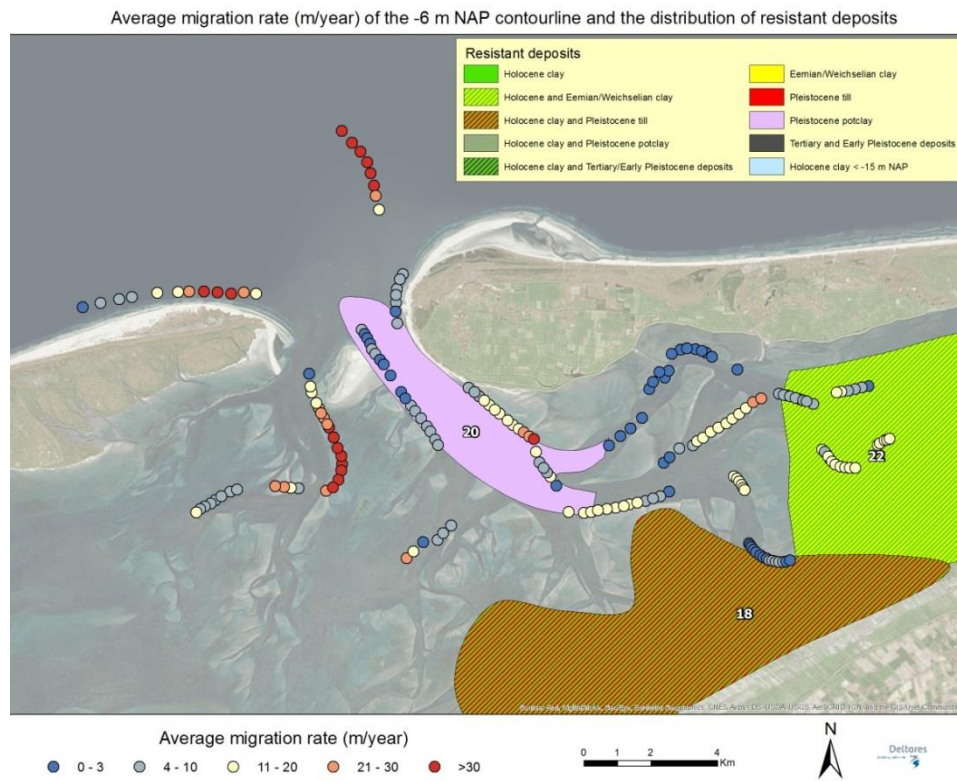 Average migration rate (m/year) of the -6 m NAP contourline and the distribution of resistant deposits
Resistant deposits
Holocene clay
Holocene and Eemian/Weichselian clay
Holocene clay and Pleistocene till
Holocene clay and Pleistocene potclay
Holocene clay and Tertiary/Early Pleistocene deposits
Eemian/Weichselian clay
Pleistocene till
Pleistocene potclay
Tertiary and Early Pleistocene deposits
Holocene clay < -15 m NAP
20
22
18
Average migration rate (m/year)
0 - 3
4 - 10
11 - 20
21 - 30
>30
0 1 2 4
Km
N
Deltares